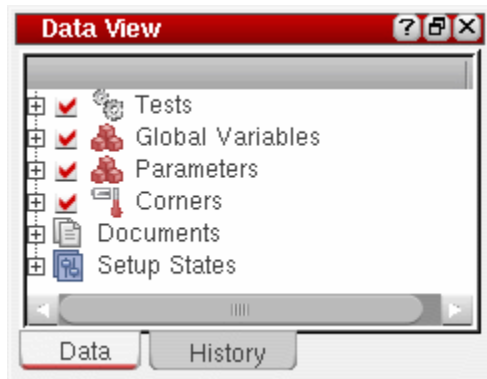 Data View
Tests
Global Variables
Parameters
Corners
Documents
Setup States
Data History